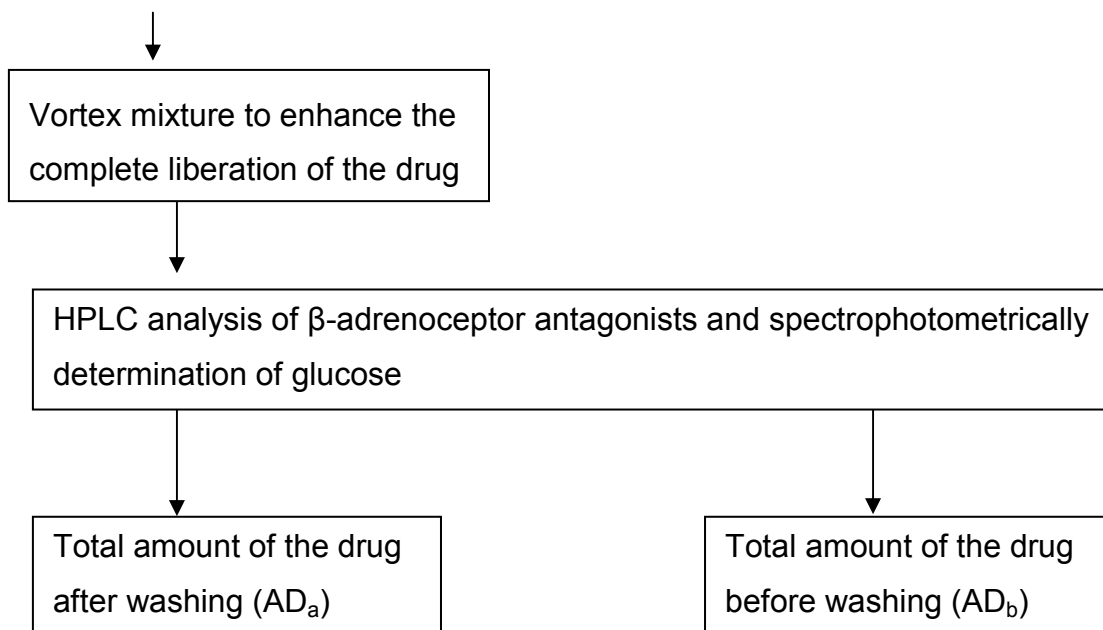 Vortex mixture to enhance the
complete liberation of the drug
HPLC analysis of β-adrenoceptor antagonists and spectrophotometrically
determination of glucose
Total amount of the drug
after washing (ADₐ)
Total amount of the drug
before washing (AD_b)